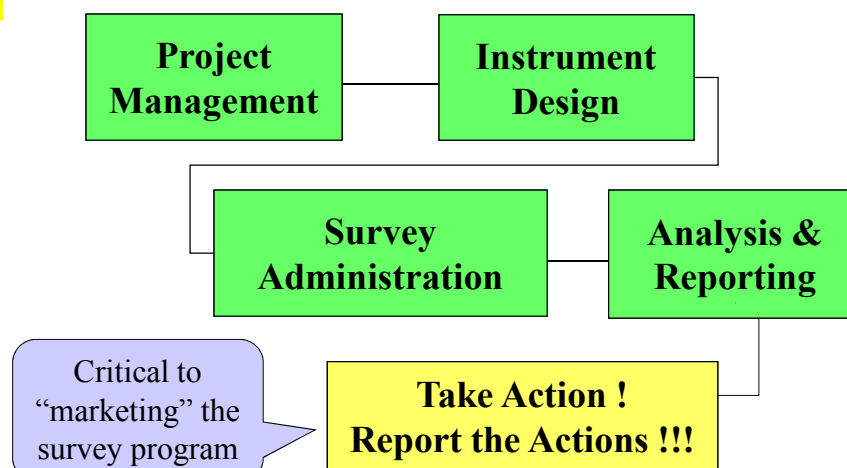 Project
Management
Instrument
Design
Survey
Administration
Analysis &
Reporting
Critical to
“marketing” the
survey program
Take Action !
Report the Actions !!!